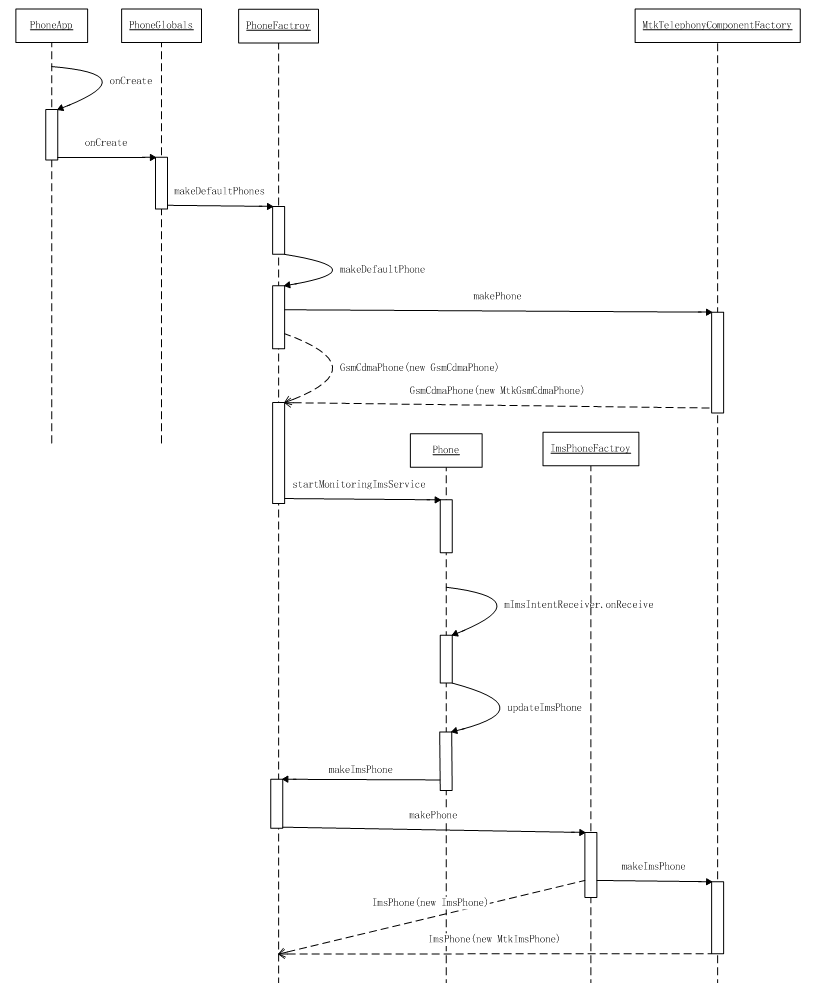 PhoneApp
PhoneGlobals
PhoneFactroy
MtkTelephonyComponentFactory
onCreate
onCreate
makeDefaultPhones
makeDefaultPhone
makePhone
GsmCdmaPhone(new GsmCdmaPhone)
GsmCdmaPhone(new MtkGsmCdmaPhone)
Phone
ImsPhoneFactroy
startMonitoringImsService
mImsIntentReceiver.onReceive
updateImsPhone
makeImsPhone
makePhone
makeImsPhone
ImsPhone(new ImsPhone)
ImsPhone(new MtkImsPhone)